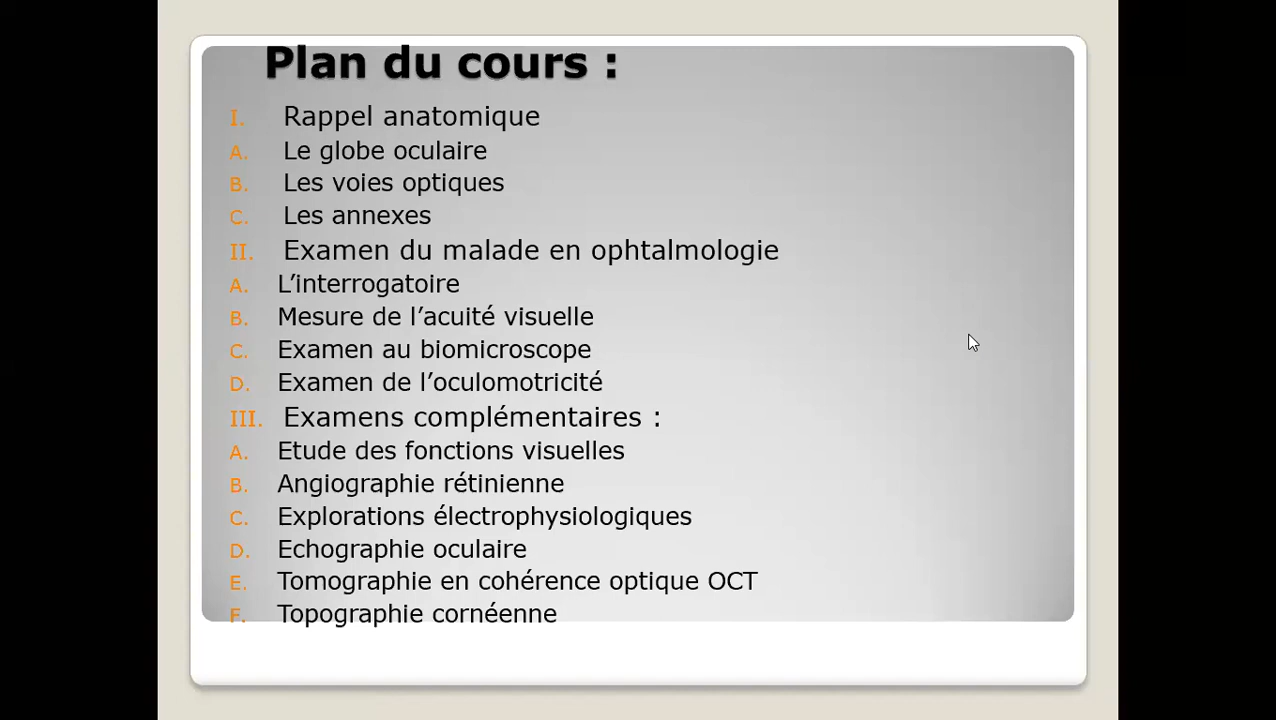 Plan du cours :
I. Rappel anatomique
A. Le globe oculaire
B. Les voies optiques
C. Les annexes
II. Examen du malade en ophtalmologie
A. L’interrogatoire
B. Mesure de l’acuité visuelle
C. Examen au biomicroscope
D. Examen de l’oculomotricité
III. Examens complémentaires :
A. Etude des fonctions visuelles
B. Angiographie rétinienne
C. Explorations électrophysiologiques
D. Echographie oculaire
E. Tomographie en cohérence optique OCT
F. Topographie cornéenne